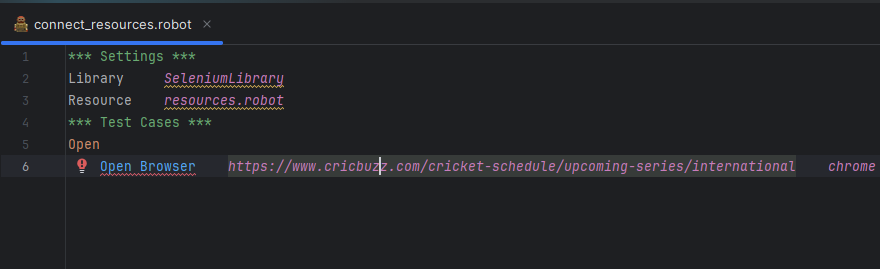 connect_resources.robot
1 *** Settings ***
2 Library SeleniumLibrary
3 Resource resources.robot
4 *** Test Cases ***
5 Open
6 Open Browser https://www.cricbuzz.com/cricket-schedule/upcoming-series/international chrome